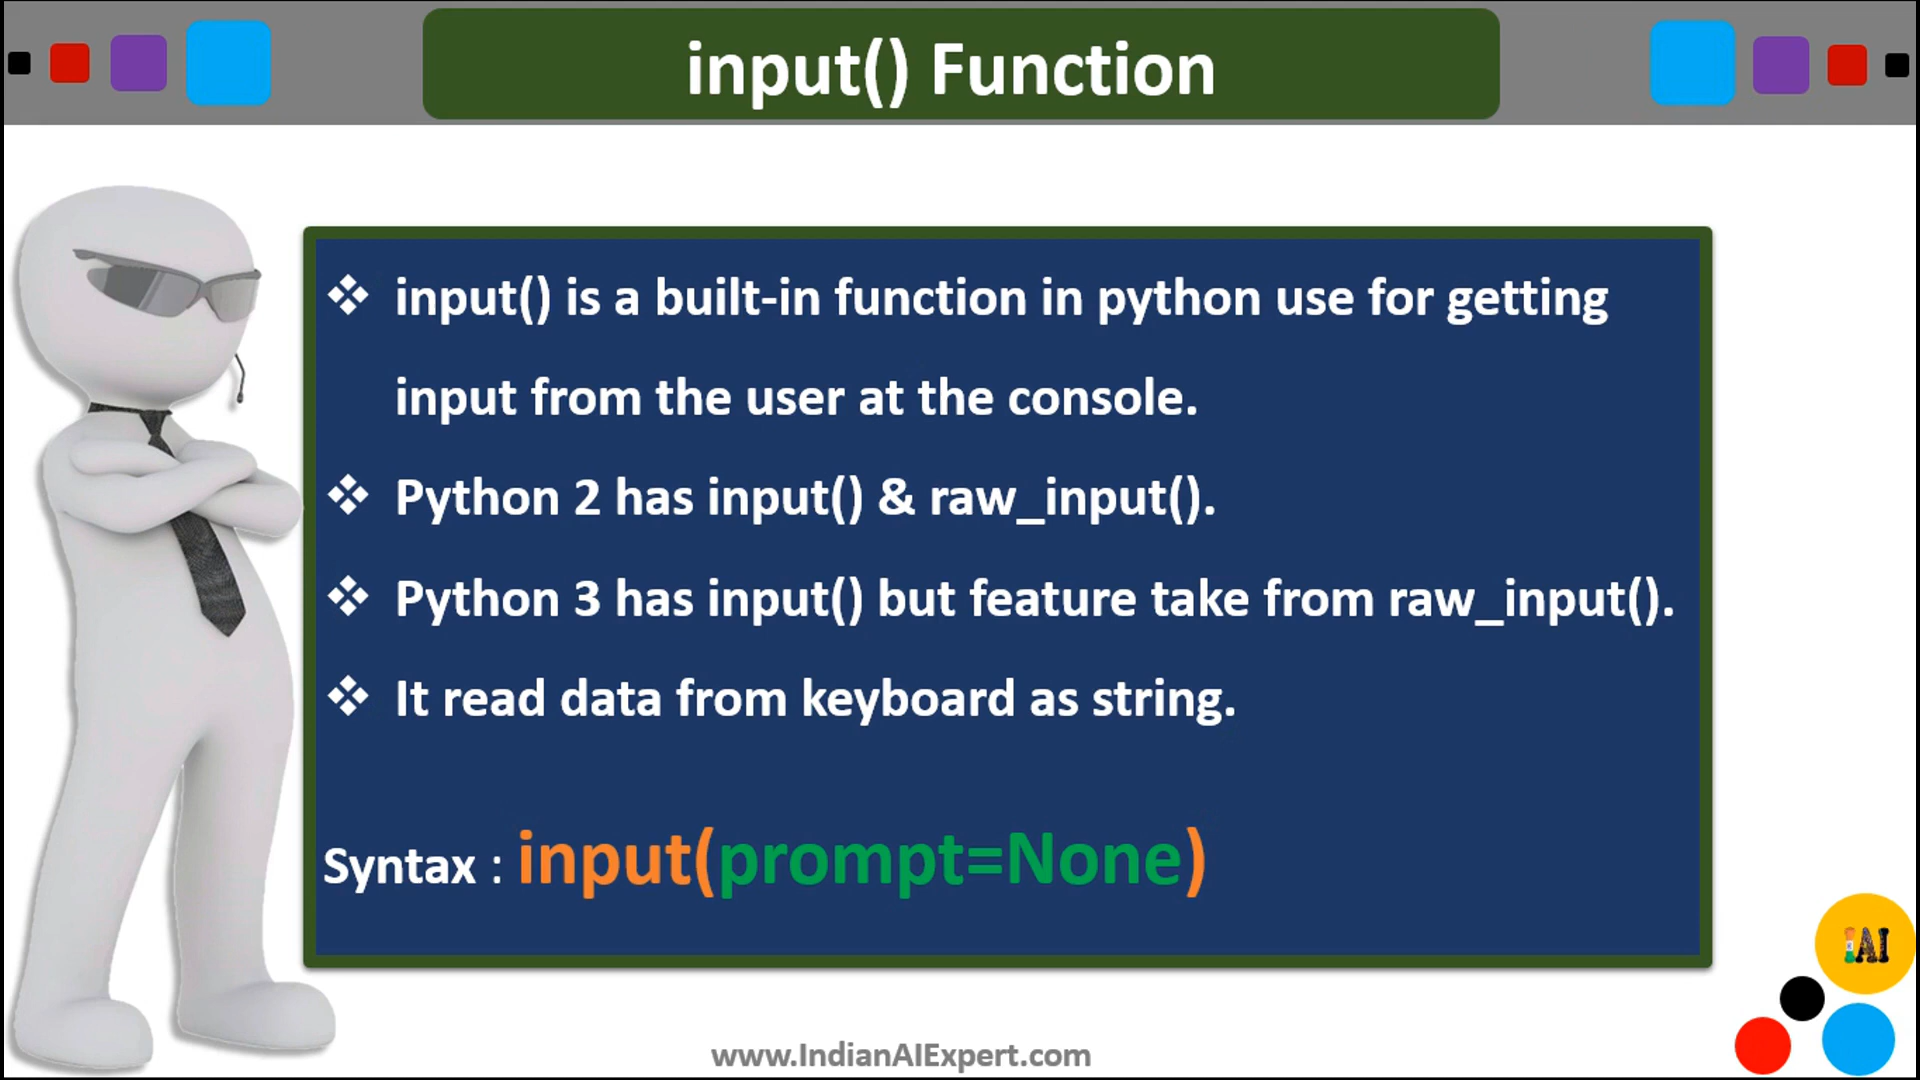 input() Function
❖ input() is a built-in function in python use for getting
input from the user at the console.
❖ Python 2 has input() & raw_input().
❖ Python 3 has input() but feature take from raw_input().
❖ It read data from keyboard as string.
Syntax : input(prompt=None)
iAI
www.IndianAIExpert.com